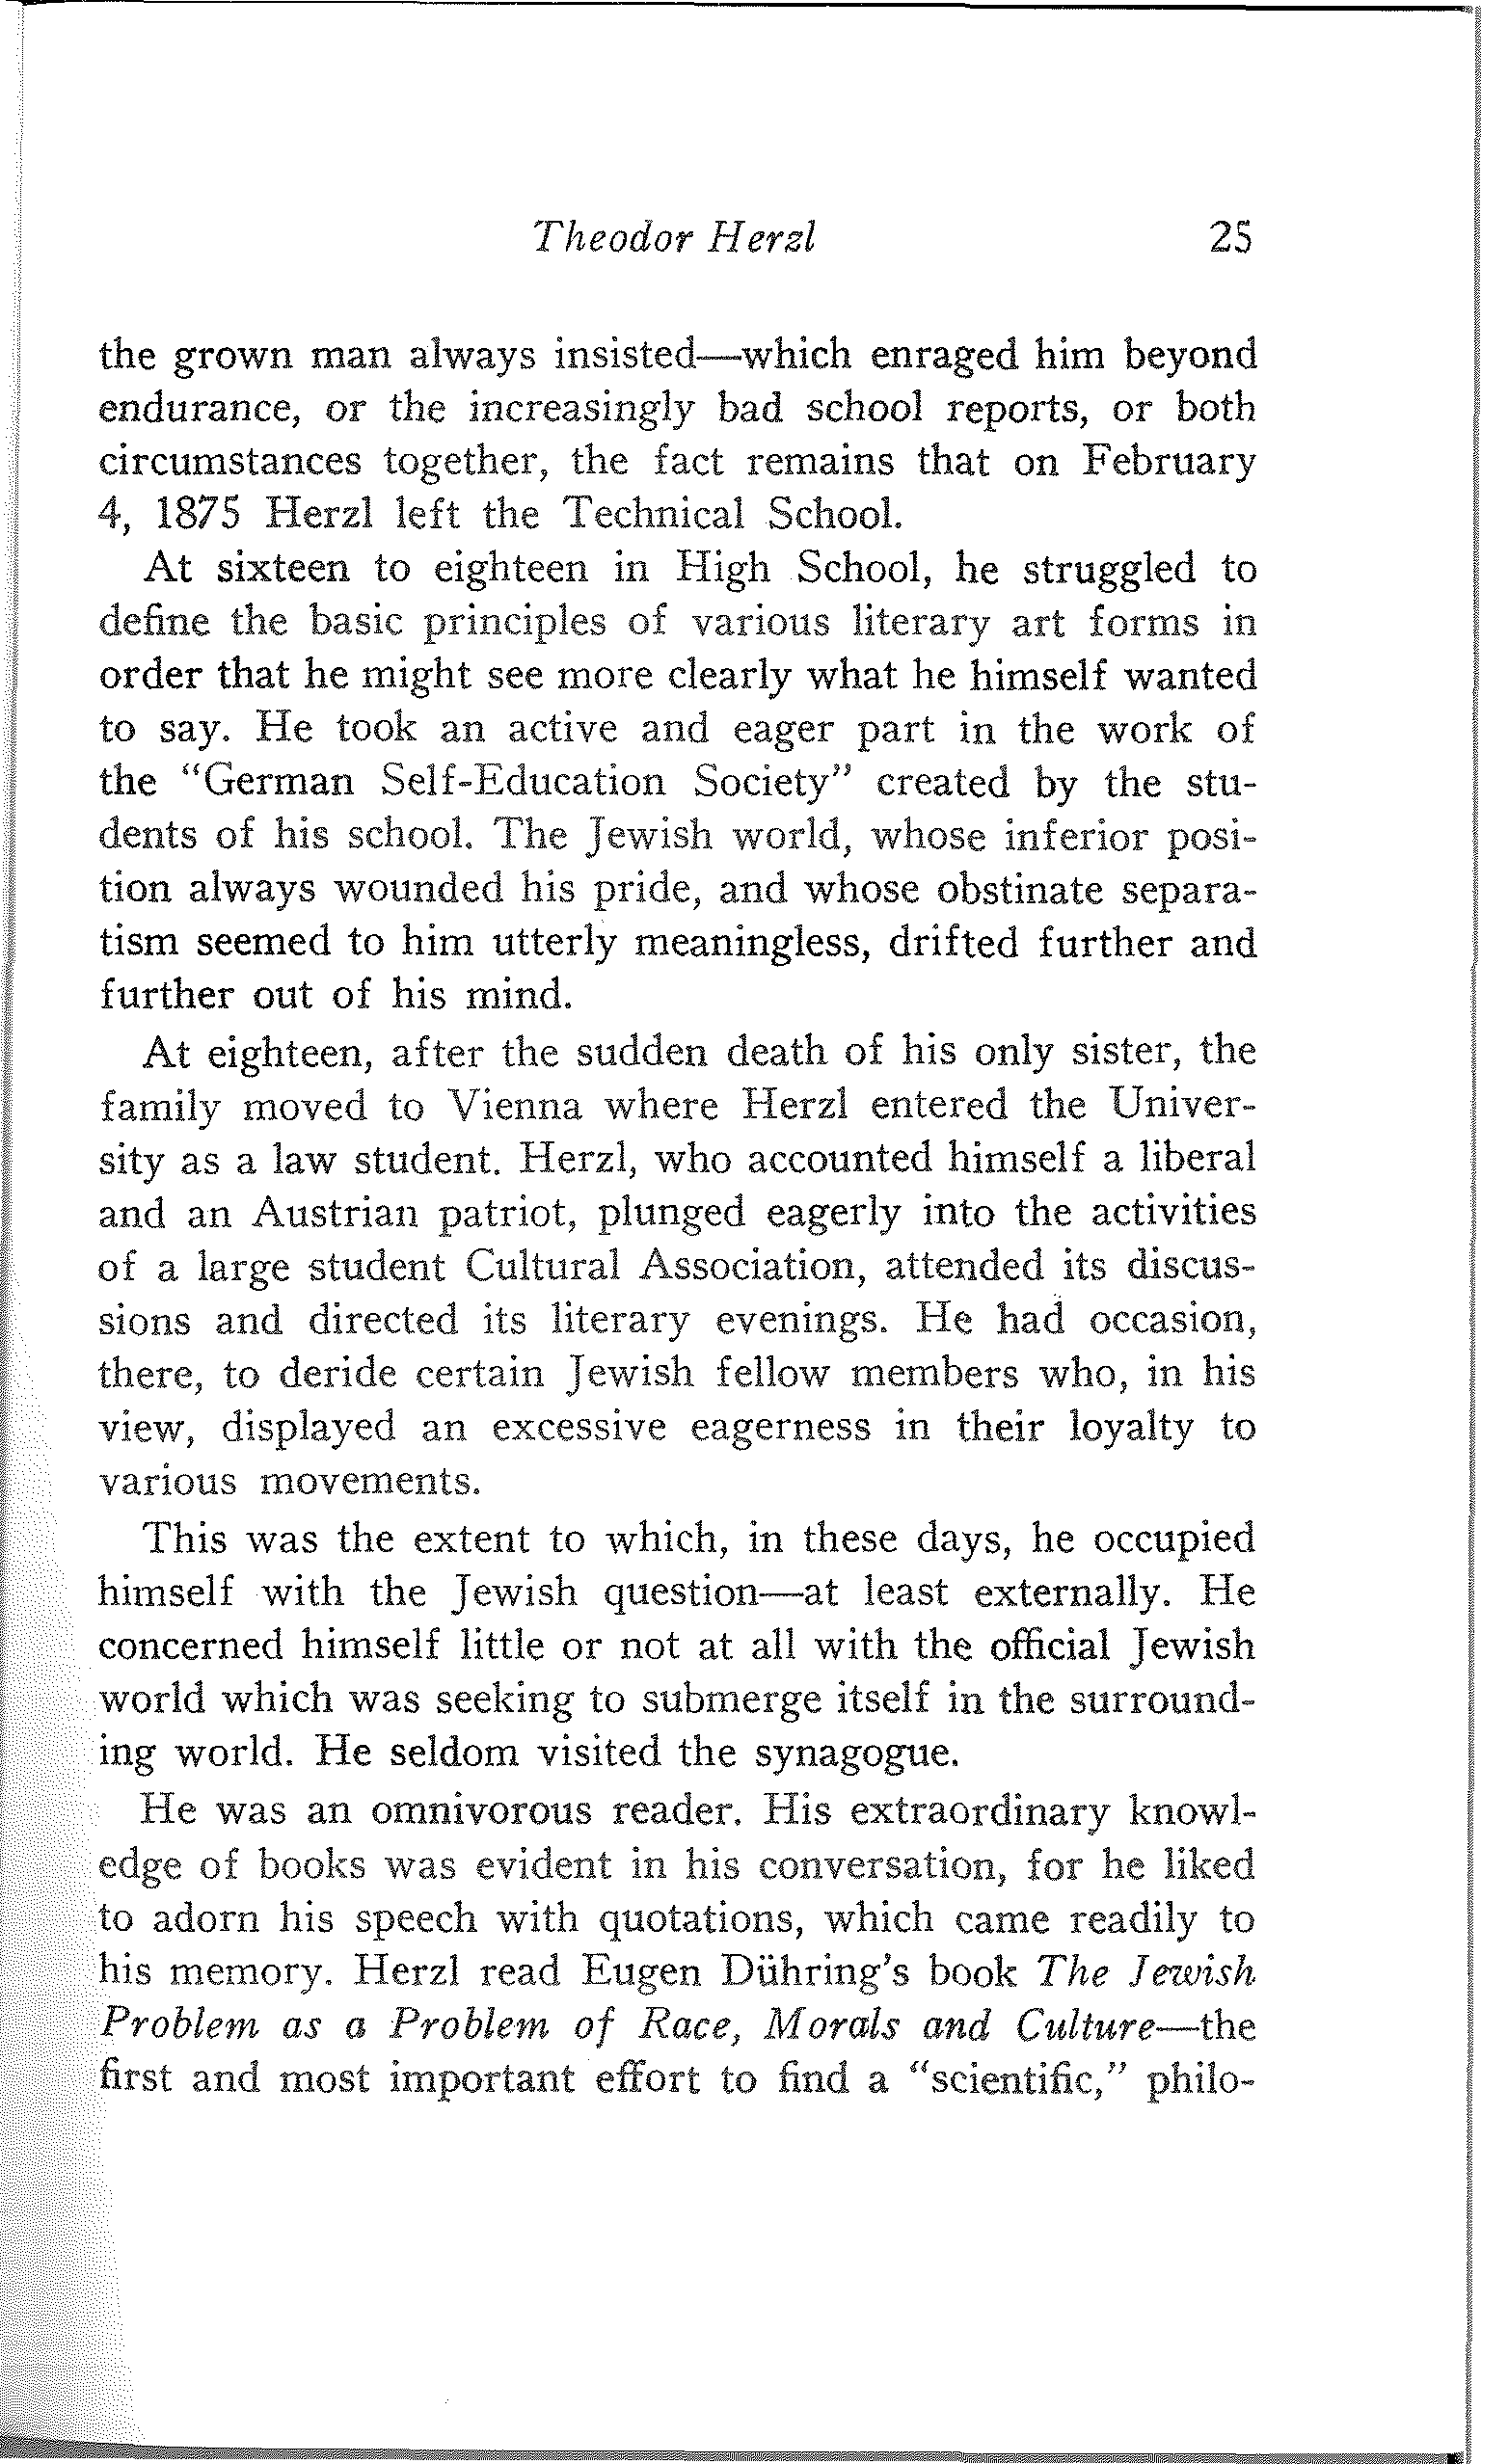 Theodor Herzl 25
the grown man always insisted—which enraged him beyond
endurance, or the increasingly bad school reports, or both
circumstances together, the fact remains that on February
4, 1875 Herzl left the Technical School.
At sixteen to eighteen in High School, he struggled to
define the basic principles of various literary art forms in
order that he might see more clearly what he himself wanted
to say. He took an active and eager part in the work of
the "German Self-Education Society" created by the stu-
dents of his school. The Jewish world, whose inferior posi-
tion always wounded his pride, and whose obstinate separa-
tism seemed to him utterly meaningless, drifted further and
further out of his mind.
At eighteen, after the sudden death of his only sister, the
family moved to Vienna where Herzl entered the Univer-
sity as a law student. Herzl, who accounted himself a liberal
and an Austrian patriot, plunged eagerly into the activities
of a large student Cultural Association, attended its discus-
sions and directed its literary evenings. He had occasion,
there, to deride certain Jewish fellow members who, in his
view, displayed an excessive eagerness in their loyalty to
various movements.
This was the extent to which, in these days, he occupied
himself with the Jewish question—at least externally. He
concerned himself little or not at all with the official Jewish
world which was seeking to submerge itself in the surround-
ing world. He seldom visited the synagogue.
He was an omnivorous reader. His extraordinary knowl-
edge of books was evident in his conversation, for he liked
to adorn his speech with quotations, which came readily to
his memory. Herzl read Eugen Dühring's book The Jewish
Problem as a Problem of Race, Morals and Culture—the
first and most important effort to find a "scientific," philo-